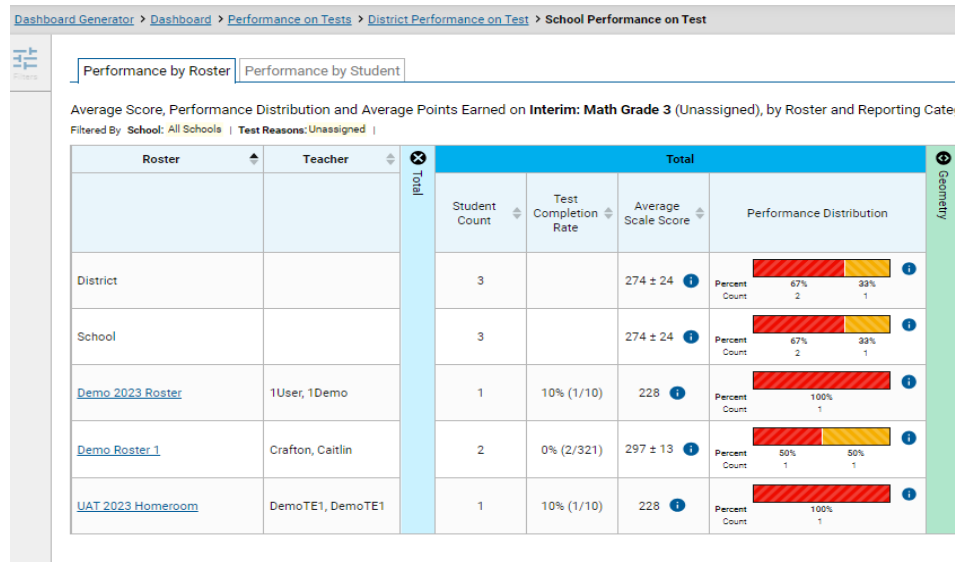 Dashboard Generator > Dashboard > Performance on Tests > District Performance on Test > School Performance on Test
Filters
Performance by Roster Performance by Student
Average Score, Performance Distribution and Average Points Earned on Interim: Math Grade 3 (Unassigned), by Roster and Reporting Cate
Filtered By School: All Schools | Test Reasons: Unassigned |
Roster Teacher Total Total Geometry
Student Count Test Completion Rate Average Scale Score Performance Distribution
District 3 274 ± 24
Percent 67% 33%
Count 2 1
School 3 274 ± 24
Percent 67% 33%
Count 2 1
Demo 2023 Roster 1User, 1Demo 1 10% (1/10) 228
Percent 100%
Count 1
Demo Roster 1 Crafton, Caitlin 2 0% (2/321) 297 ± 13
Percent 50% 50%
Count 1 1
UAT 2023 Homeroom DemoTE1, DemoTE1 1 10% (1/10) 228
Percent 100%
Count 1